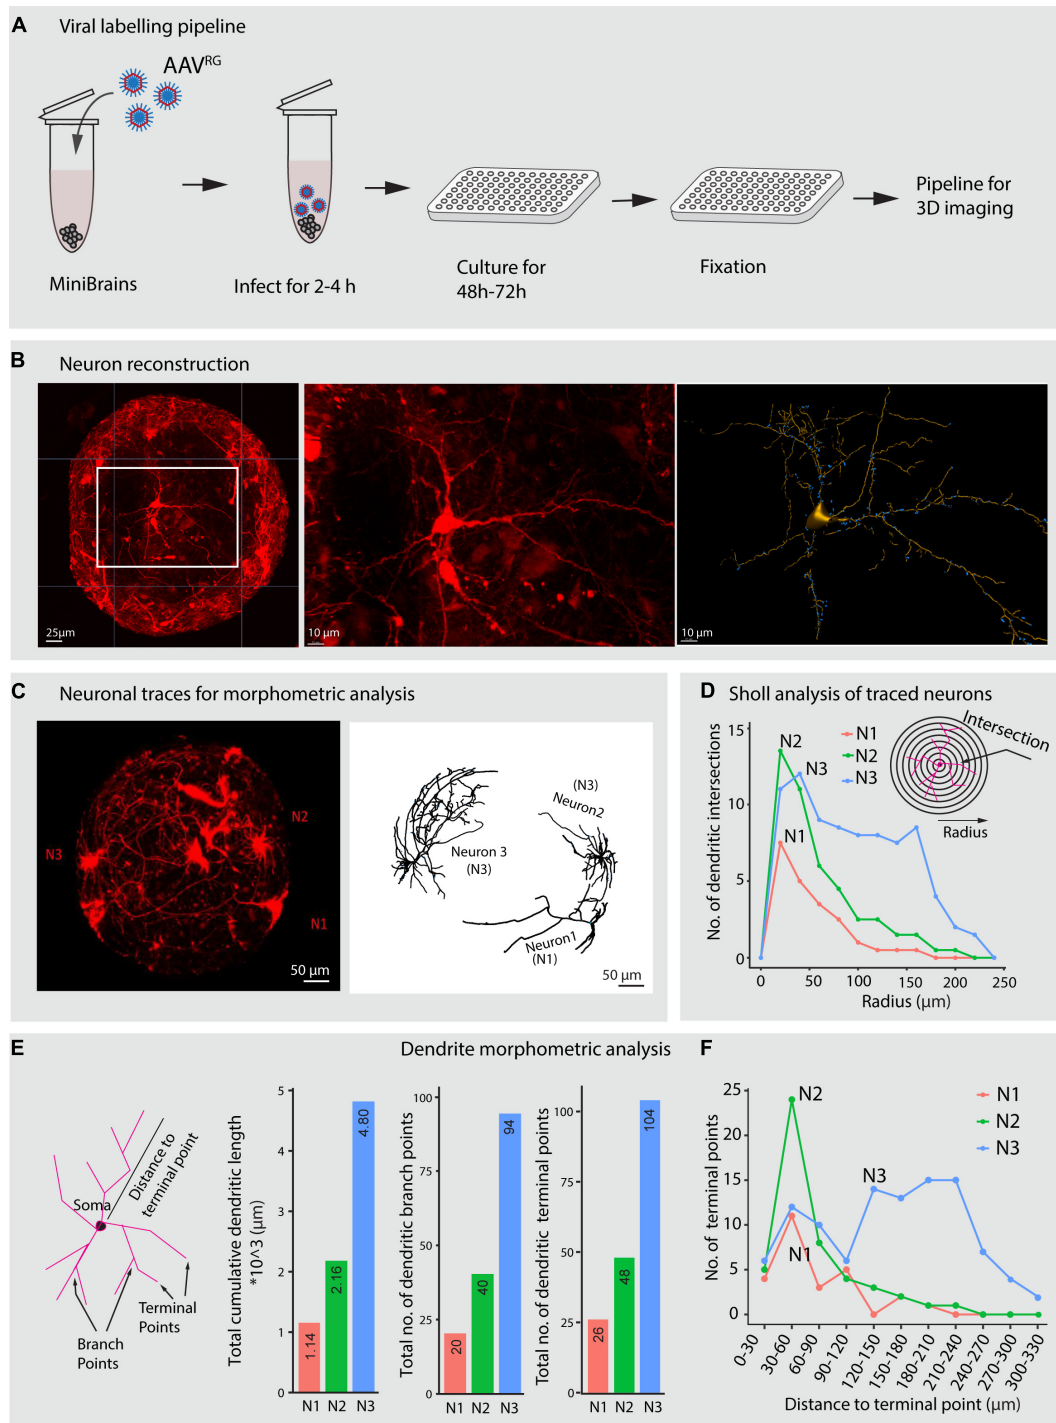 A Viral labelling pipeline
AAVRG
MiniBrains
Infect for 2-4 h
Culture for
48h-72h
Fixation
Pipeline for
3D imaging
B Neuron reconstruction
25µm
10 µm
10 µm
C Neuronal traces for morphometric analysis
N2
N3
N1
50 µm
(N3)
Neuron2
Neuron 3
(N3)
Neuron1
(N1)
50 µm
D Sholl analysis of traced neurons
No. of dendritic intersections
15
10
5
0
N2
N3
N1
N1
N2
N3
Intersection
Radius
0 50 100 150 200 250
Radius (µm)
E Dendrite morphometric analysis
Soma
Distance to
terminal point
Terminal
Points
Branch
Points
Total cumulative dendritic length
*10^3 (µm)
5
4
3
2
1
0
1.14
2.16
4.80
N1 N2 N3
Total no. of dendritic branch points
100
75
50
25
0
20
40
94
N1 N2 N3
Total no. of dendritic terminal points
100
75
50
25
0
26
48
104
N1 N2 N3
F
No. of terminal points
25
20
15
10
5
0
N2
N3
N1
N1
N2
N3
0-30
30-60
60-90
90-120
120-150
150-180
180-210
210-240
240-270
270-300
300-330
Distance to terminal point (µm)